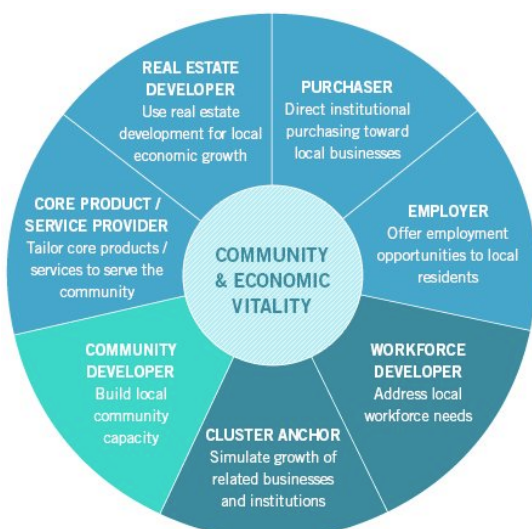 REAL ESTATE
DEVELOPER
Use real estate
development for local
economic growth
PURCHASER
Direct institutional
purchasing toward
local businesses
EMPLOYER
Offer employment
opportunities to local
residents
WORKFORCE
DEVELOPER
Address local
workforce needs
CLUSTER ANCHOR
Simulate growth of
related businesses
and institutions
COMMUNITY
DEVELOPER
Build local
community
capacity
CORE PRODUCT /
SERVICE PROVIDER
Tailor core products /
services to serve the
community
COMMUNITY
& ECONOMIC
VITALITY